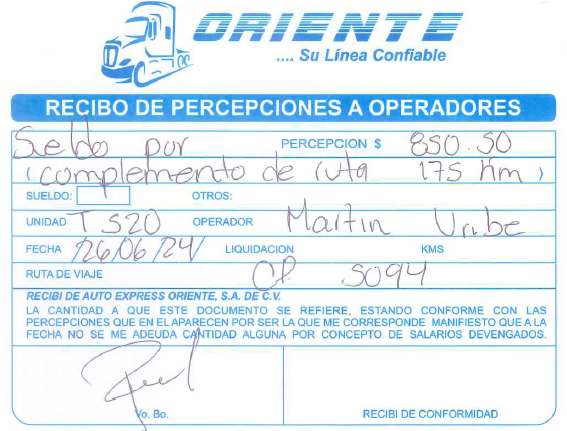 ORIENTE
.... Su Línea Confiable
RECIBO DE PERCEPCIONES A OPERADORES
Sueldo por PERCEPCION $ 850.50
(complemento de ruta 175 Km)
SUELDO: OTROS:
UNIDAD TS20 OPERADOR Martin Uribe
FECHA 26/06/24/ LIQUIDACION KMS
RUTA DE VIAJE CP S094
RECIBI DE AUTO EXPRESS ORIENTE, S.A. DE C.V.
LA CANTIDAD A QUE ESTE DOCUMENTO SE REFIERE, ESTANDO CONFORME CON LAS
PERCEPCIONES QUE EN EL APARECEN POR SER LA QUE ME CORRESPONDE MANIFIESTO QUE A LA
FECHA NO SE ME ADEUDA CANTIDAD ALGUNA POR CONCEPTO DE SALARIOS DEVENGADOS.
Vo. Bo. RECIBI DE CONFORMIDAD